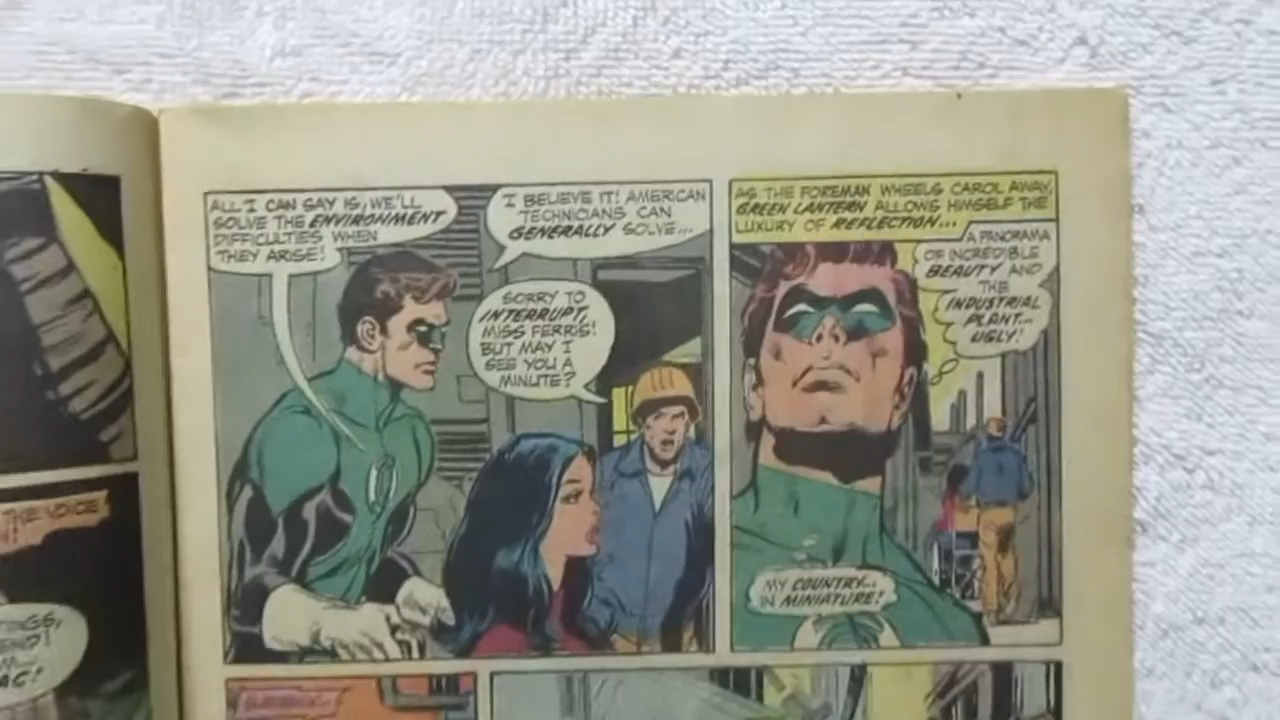 THE VOICE
ALL I CAN SAY IS, WE'LL
SOLVE THE ENVIRONMENT
DIFFICULTIES WHEN
THEY ARISE!
I BELIEVE IT! AMERICAN
TECHNICIANS CAN
GENERALLY SOLVE...
SORRY TO
INTERRUPT,
MISS FERRIS!
BUT MAY I
SEE YOU A
MINUTE?
AS THE FOREMAN WHEELS CAROL AWAY,
GREEN LANTERN ALLOWS HIMSELF THE
LUXURY OF REFLECTION...
A PANORAMA
OF INCREDIBLE
BEAUTY AND
THE
INDUSTRIAL
PLANT...
UGLY!
MY COUNTRY...
IN MINIATURE!